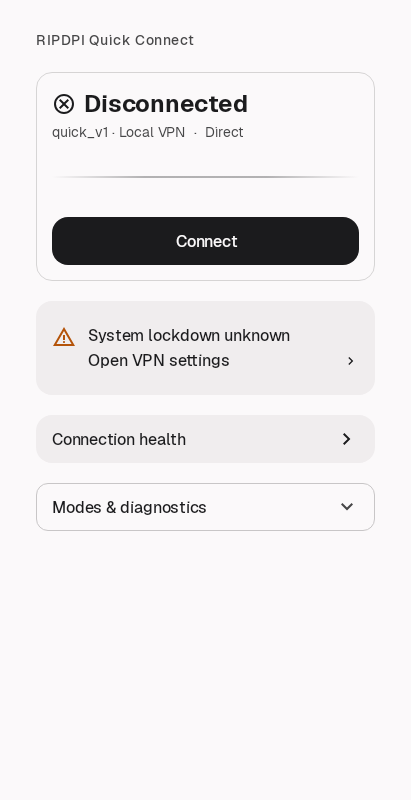 RIPDPI Quick Connect
Disconnected
quick_v1 · Local VPN · Direct
Connect
System lockdown unknown
Open VPN settings
Connection health
Modes & diagnostics